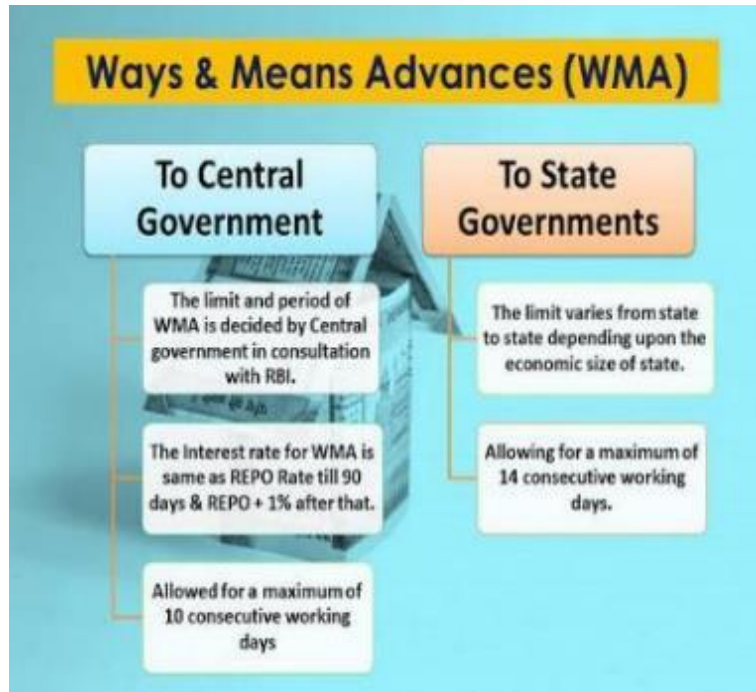 Ways & Means Advances (WMA)
To Central
Government
The limit and period of
WMA is decided by Central
government in consultation
with RBI.
The Interest rate for WMA is
same as REPO Rate till 90
days & REPO + 1% after that.
Allowed for a maximum of
10 consecutive working
days
To State
Governments
The limit varies from state
to state depending upon the
economic size of state.
Allowing for a maximum of
14 consecutive working
days.